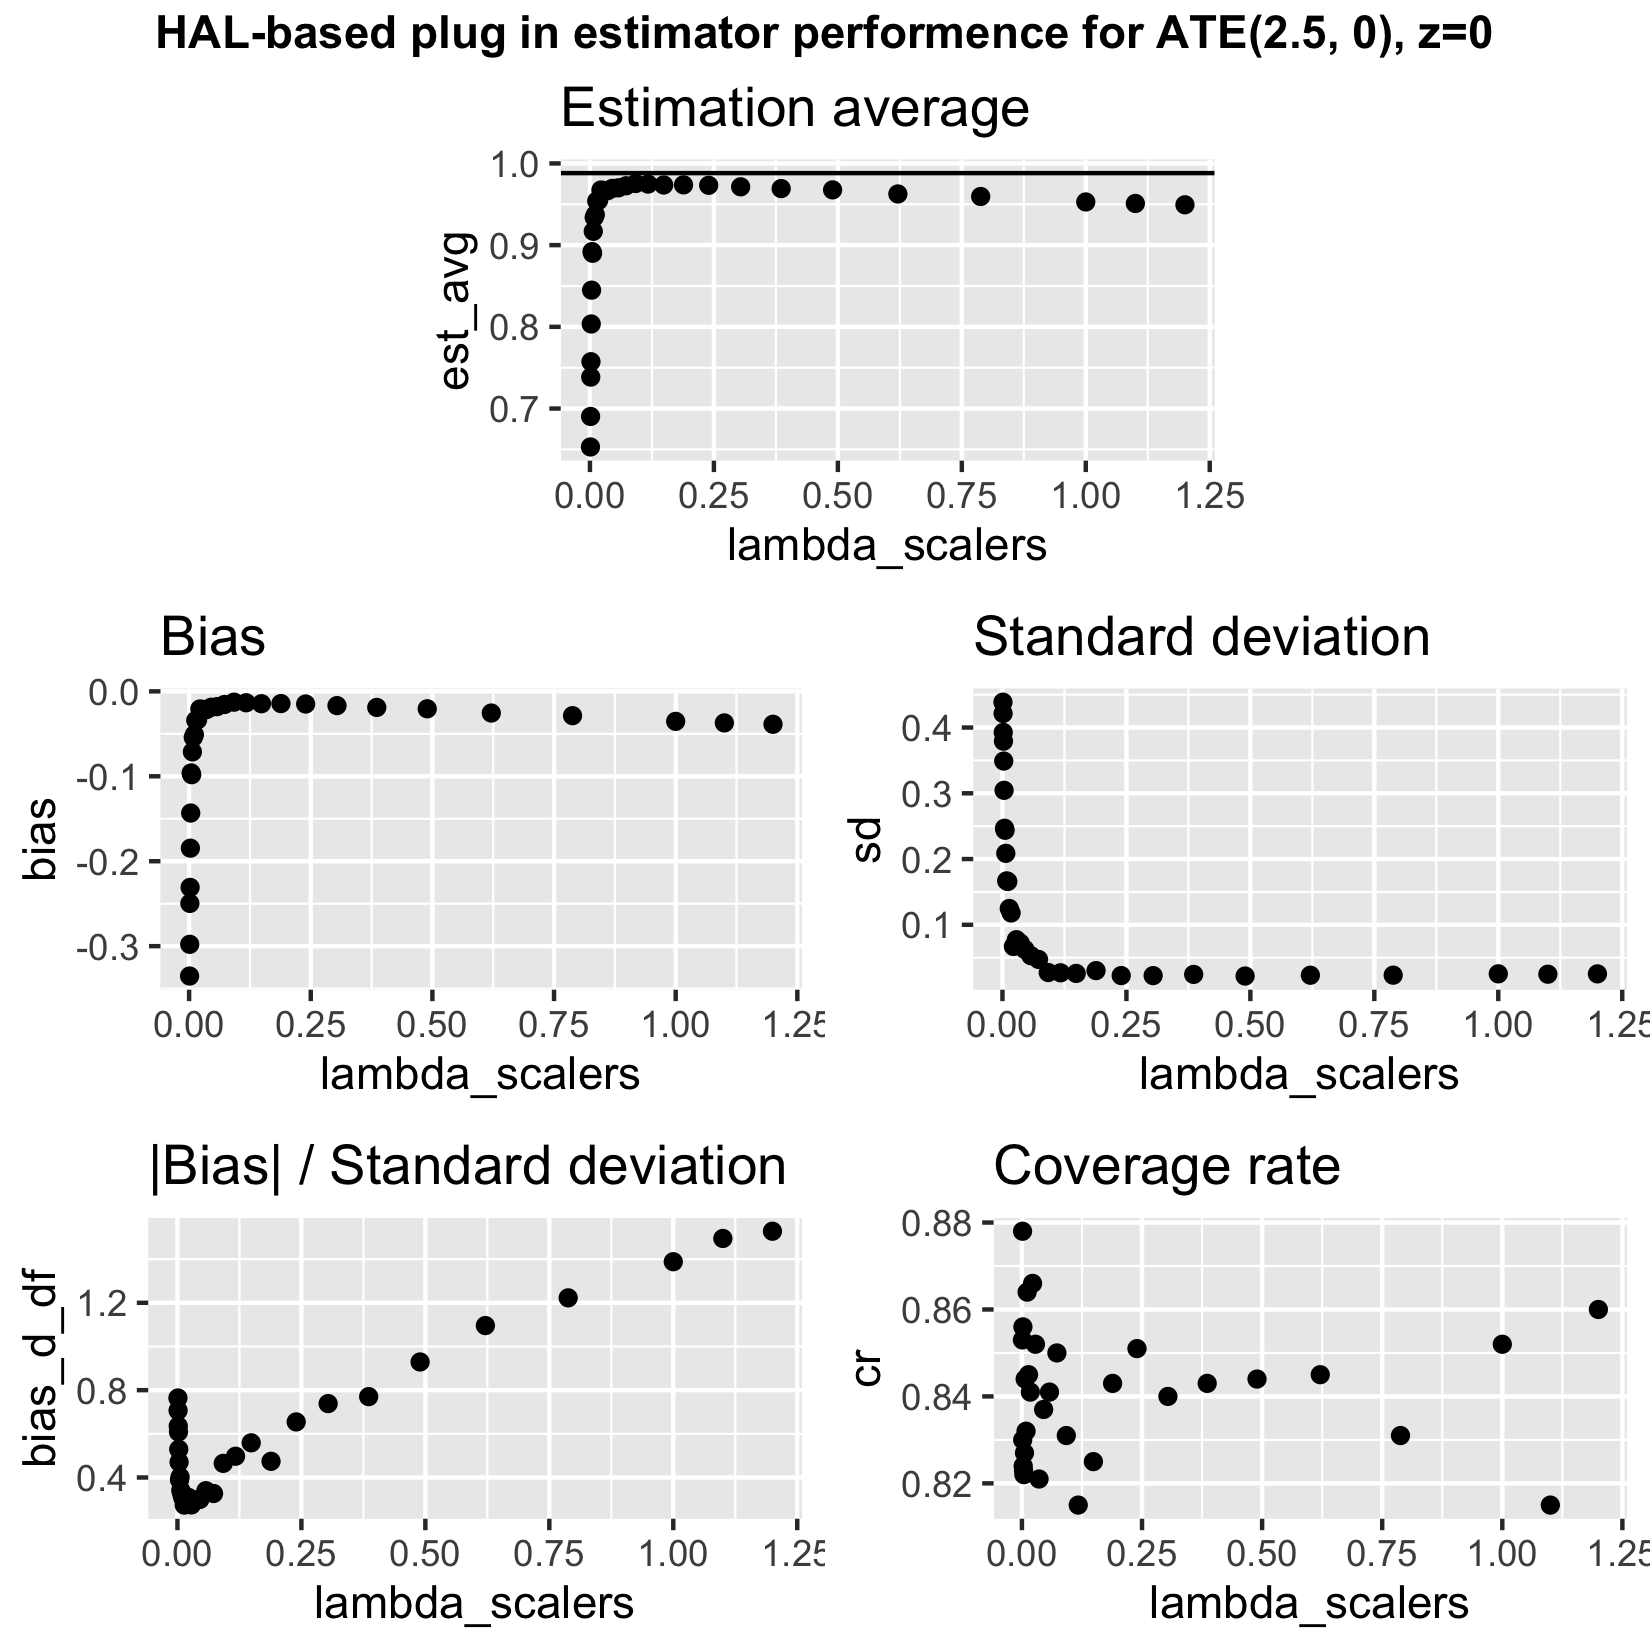 HAL-based plug in estimator performence for ATE(2.5, 0), z=0
Estimation average
est_avg
1.0
0.9
0.8
0.7
0.00 0.25 0.50 0.75 1.00 1.25
lambda_scalers
Bias
bias
0.0
-0.1
-0.2
-0.3
0.00 0.25 0.50 0.75 1.00 1.25
lambda_scalers
Standard deviation
sd
0.4
0.3
0.2
0.1
0.00 0.25 0.50 0.75 1.00 1.25
lambda_scalers
|Bias| / Standard deviation
bias_d_df
1.2
0.8
0.4
0.00 0.25 0.50 0.75 1.00 1.25
lambda_scalers
Coverage rate
cr
0.88
0.86
0.84
0.82
0.00 0.25 0.50 0.75 1.00 1.25
lambda_scalers